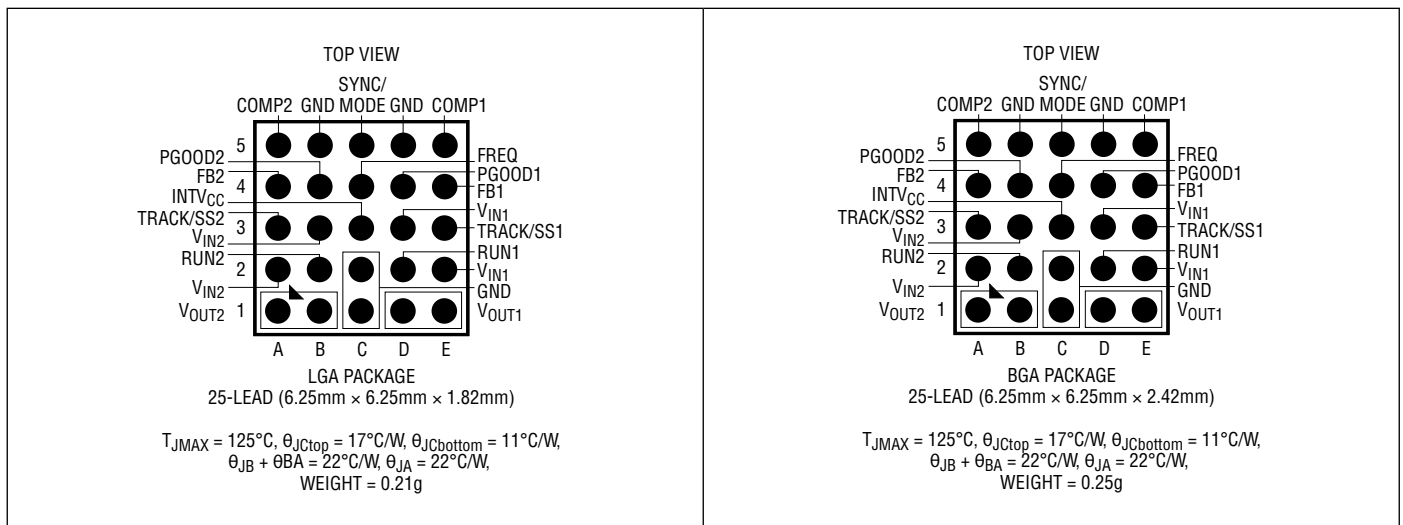 TOP VIEW
SYNC/
COMP2 GND MODE GND COMP1
5
PGOOD2
FREQ
PGOOD1
FB2
4
FB1
INTVCC
VIN1
TRACK/SS2
3
TRACK/SS1
VIN2
RUN2
RUN1
2
VIN1
VIN2
GND
VOUT2 1
VOUT1
A B C D E
LGA PACKAGE
25-LEAD (6.25mm × 6.25mm × 1.82mm)
TJMAX = 125°C, θJCtop = 17°C/W, θJCbottom = 11°C/W,
θJB + θBA = 22°C/W, θJA = 22°C/W,
WEIGHT = 0.21g
TOP VIEW
SYNC/
COMP2 GND MODE GND COMP1
5
PGOOD2
FREQ
PGOOD1
FB2
4
FB1
INTVCC
VIN1
TRACK/SS2
3
TRACK/SS1
VIN2
RUN2
RUN1
2
VIN1
VIN2
GND
VOUT2 1
VOUT1
A B C D E
BGA PACKAGE
25-LEAD (6.25mm × 6.25mm × 2.42mm)
TJMAX = 125°C, θJCtop = 17°C/W, θJCbottom = 11°C/W,
θJB + θBA = 22°C/W, θJA = 22°C/W,
WEIGHT = 0.25g